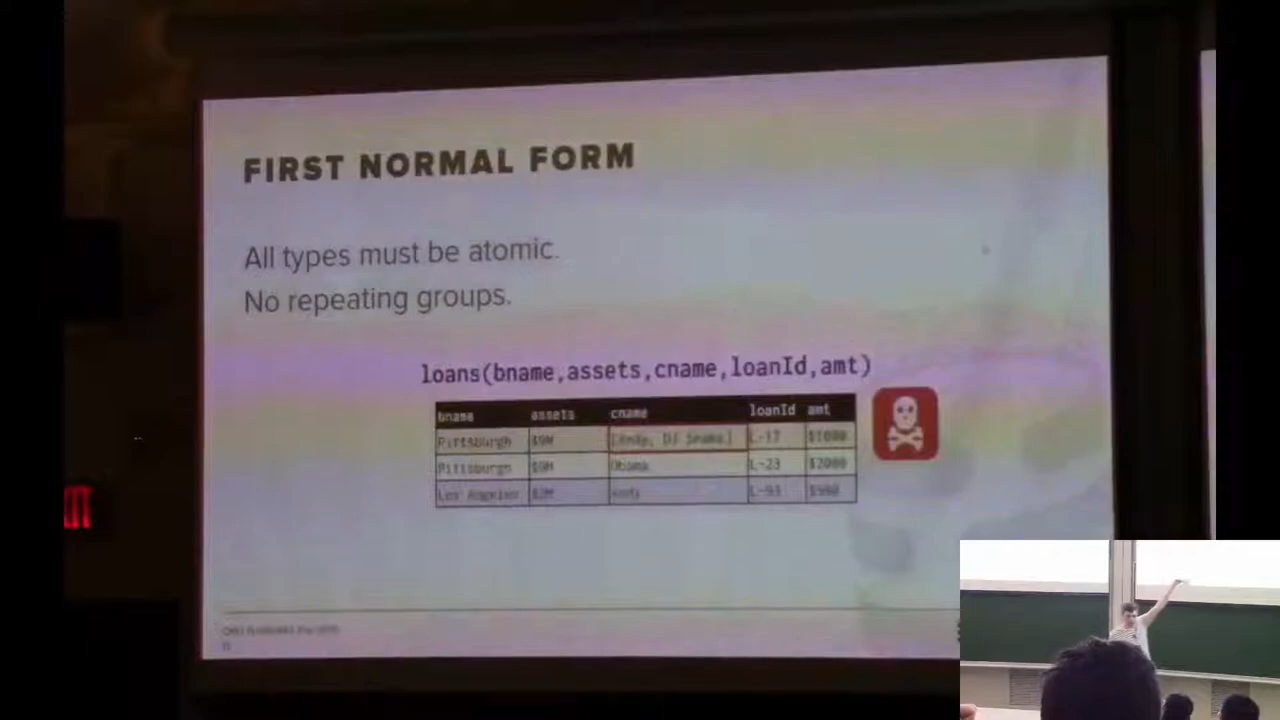 FIRST NORMAL FORM
All types must be atomic.
No repeating groups.
loans(bname,assets,cname,loanId,amt)
bname assets cname loanId amt
Pittsburgh $9M L-17 $1000
Pittsburgh $9M Obama L-23 $2000
Los Angeles Andy L-93 $500